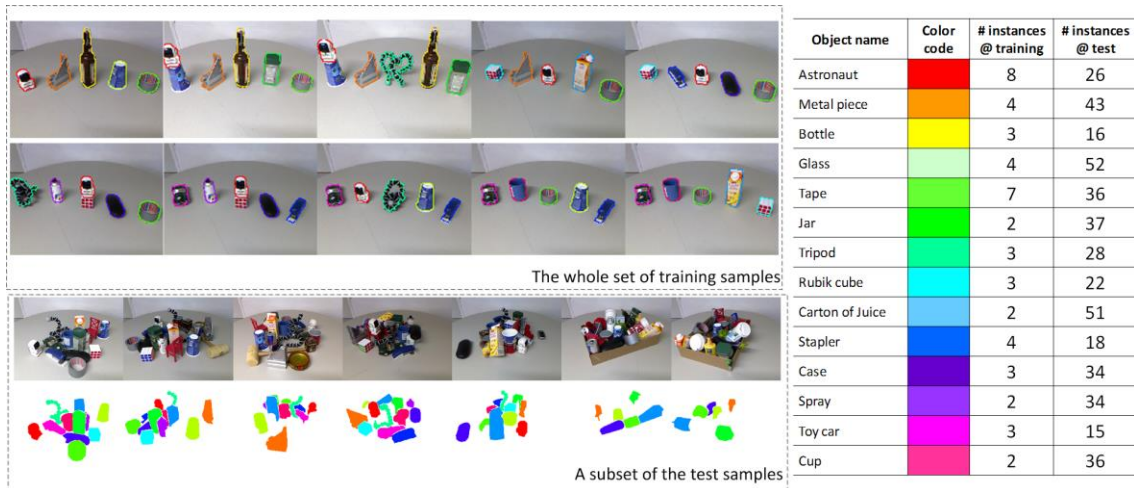 The whole set of training samples
A subset of the test samples
Object name Color code # instances @ training # instances @ test
Astronaut 8 26
Metal piece 4 43
Bottle 3 16
Glass 4 52
Tape 7 36
Jar 2 37
Tripod 3 28
Rubik cube 3 22
Carton of Juice 2 51
Stapler 4 18
Case 3 34
Spray 2 34
Toy car 3 15
Cup 2 36